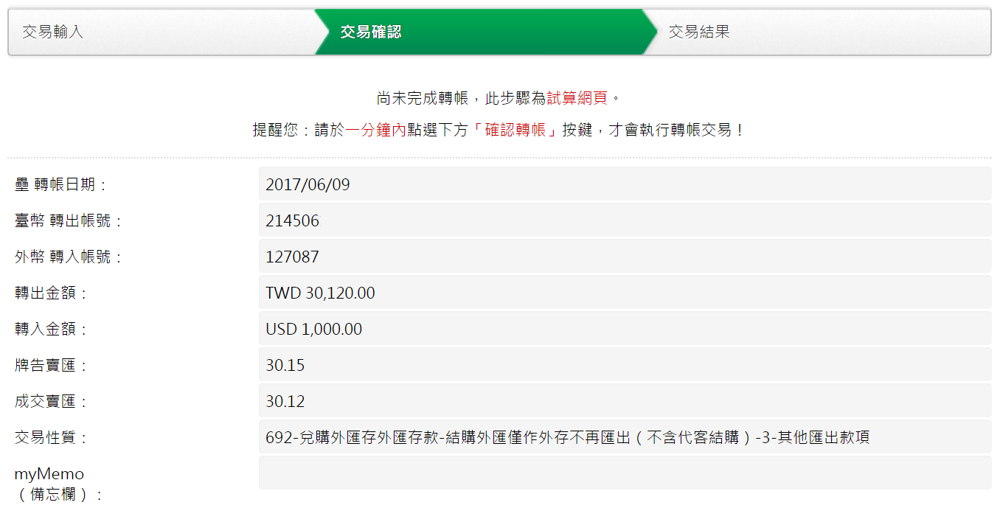 交易輸入
交易確認
交易結果
尚未完成轉帳，此步驟為試算網頁。
提醒您：請於一分鐘內點選下方「確認轉帳」按鍵，才會執行轉帳交易！
壘 轉帳日期：
2017/06/09
臺幣 轉出帳號：
214506
外幣 轉入帳號：
127087
轉出金額：
TWD 30,120.00
轉入金額：
USD 1,000.00
牌告賣匯：
30.15
成交賣匯：
30.12
交易性質：
692-兌購外匯存外匯存款-結購外匯僅作外存不再匯出（不含代客結購）-3-其他匯出款項
myMemo
（備忘欄）：